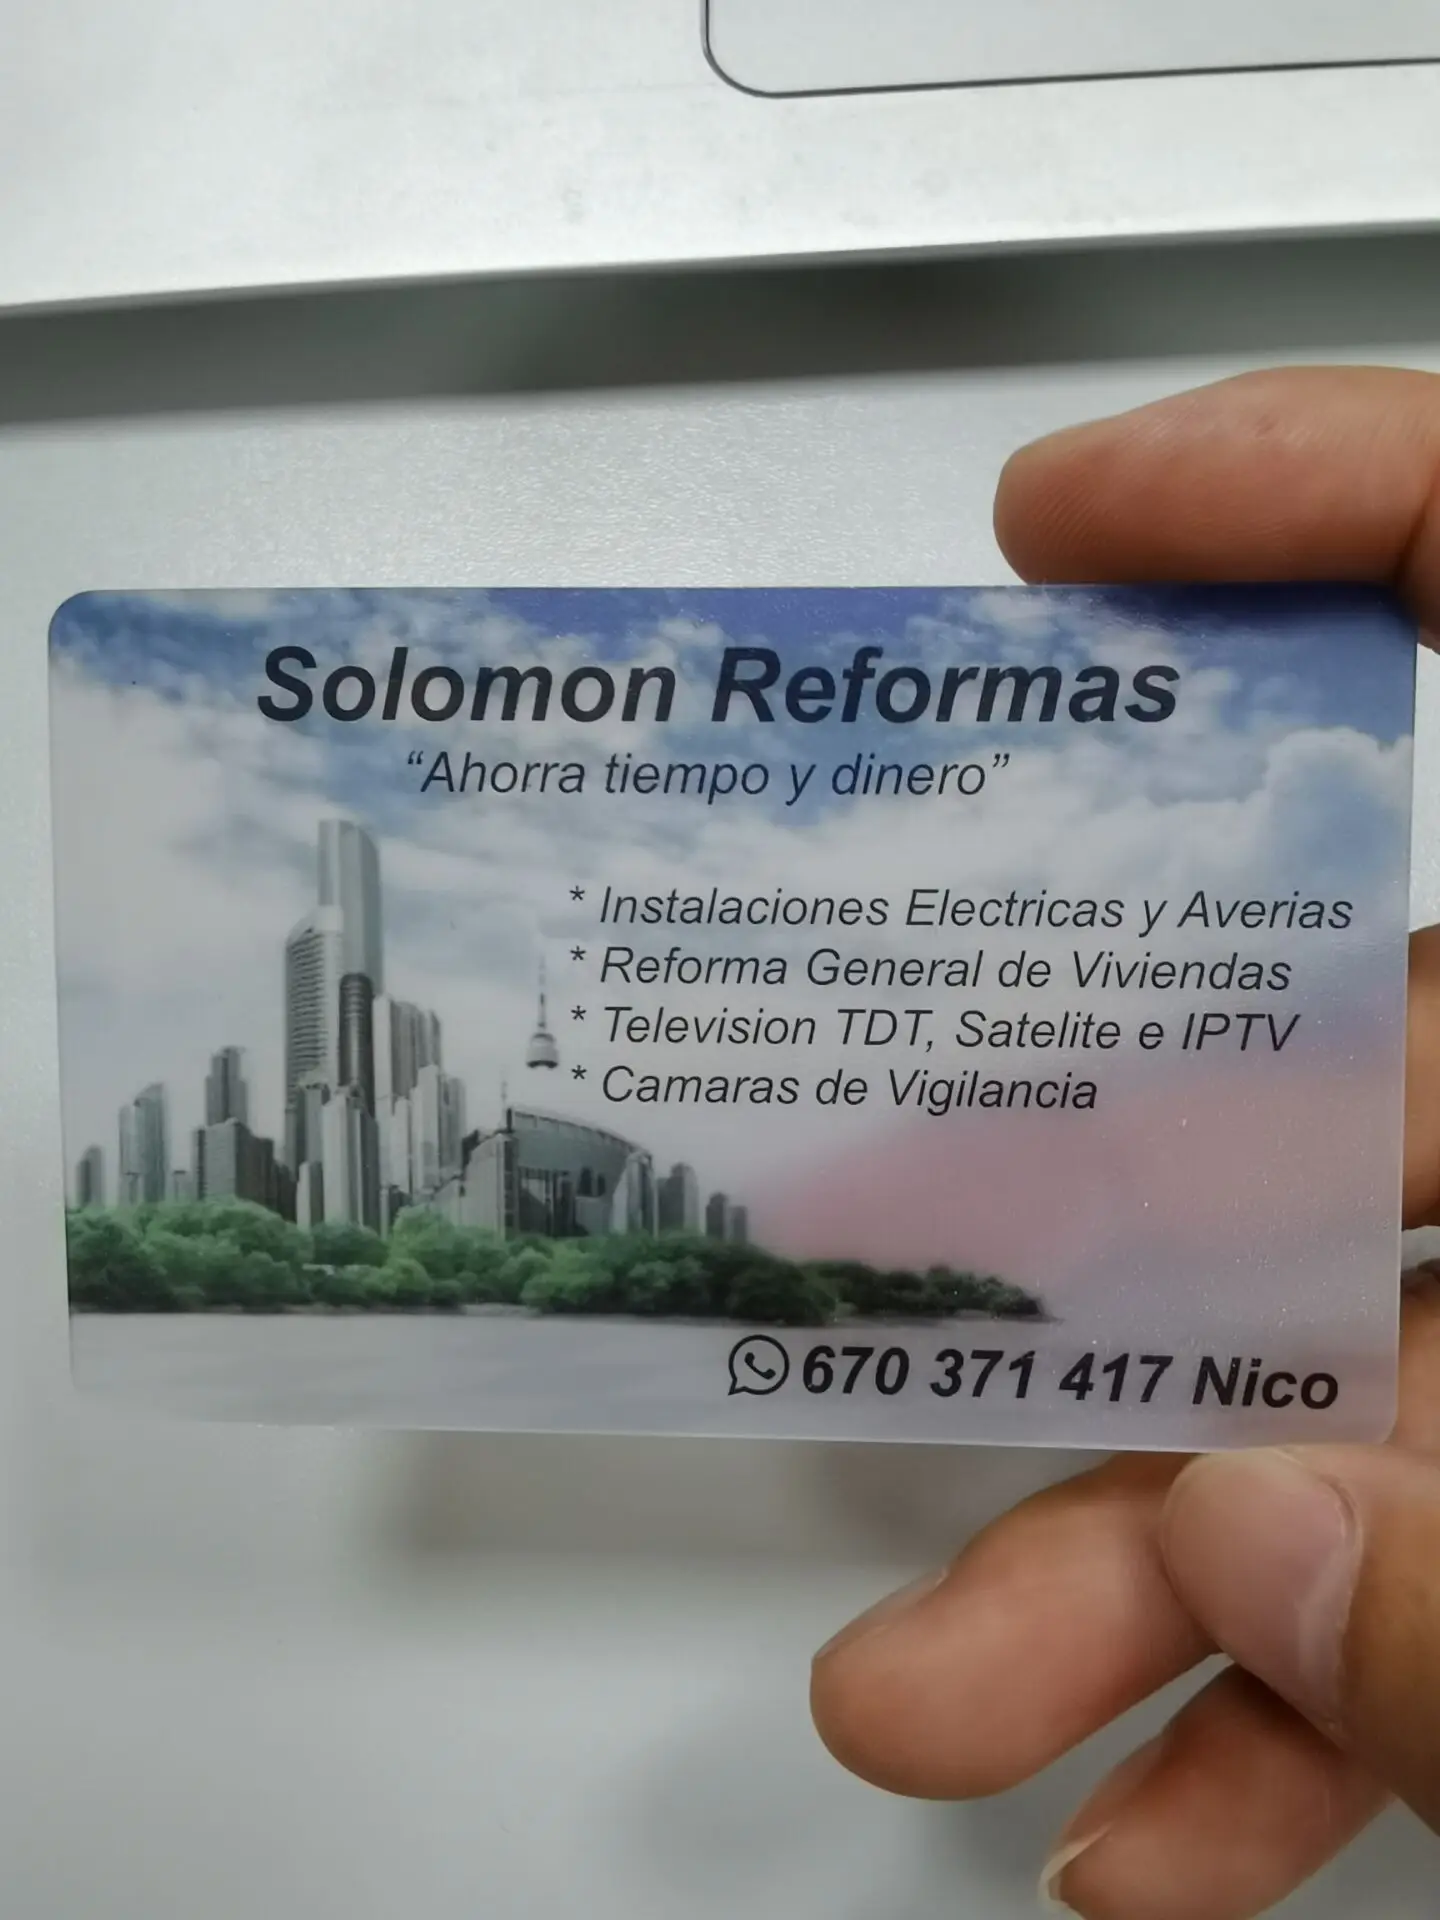 Solomon Reformas
“Ahorra tiempo y dinero”
* Instalaciones Electricas y Averias
* Reforma General de Viviendas
* Television TDT, Satelite e IPTV
* Camaras de Vigilancia
670 371 417 Nico